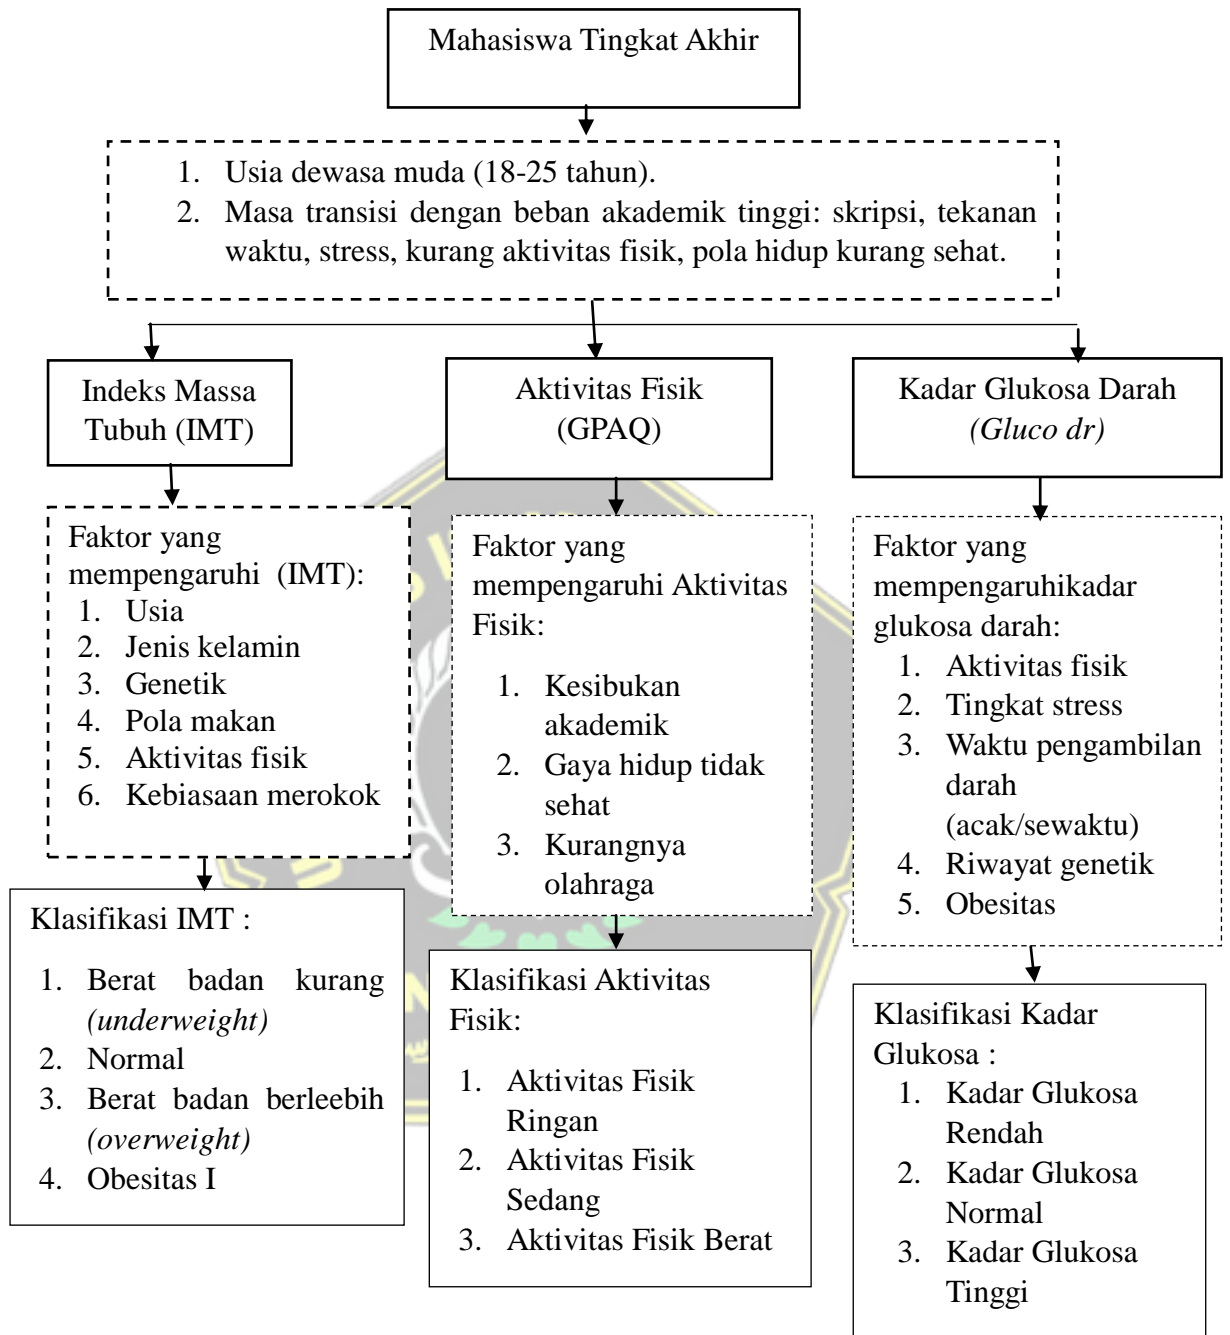 Mahasiswa Tingkat Akhir
1. Usia dewasa muda (18-25 tahun).
2. Masa transisi dengan beban akademik tinggi: skripsi, tekanan
waktu, stress, kurang aktivitas fisik, pola hidup kurang sehat.
Indeks Massa
Tubuh (IMT)
Aktivitas Fisik
(GPAQ)
Kadar Glukosa Darah
(Gluco dr)
Faktor yang
mempengaruhi (IMT):
1. Usia
2. Jenis kelamin
3. Genetik
4. Pola makan
5. Aktivitas fisik
6. Kebiasaan merokok
Faktor yang
mempengaruhi Aktivitas
Fisik:
1. Kesibukan
akademik
2. Gaya hidup tidak
sehat
3. Kurangnya
olahraga
Faktor yang
mempengaruhikadar
glukosa darah:
1. Aktivitas fisik
2. Tingkat stress
3. Waktu pengambilan
darah
(acak/sewaktu)
4. Riwayat genetik
5. Obesitas
Klasifikasi IMT :
1. Berat badan kurang
(underweight)
2. Normal
3. Berat badan berleebih
(overweight)
4. Obesitas I
Klasifikasi Aktivitas
Fisik:
1. Aktivitas Fisik
Ringan
2. Aktivitas Fisik
Sedang
3. Aktivitas Fisik Berat
Klasifikasi Kadar
Glukosa :
1. Kadar Glukosa
Rendah
2. Kadar Glukosa
Normal
3. Kadar Glukosa
Tinggi